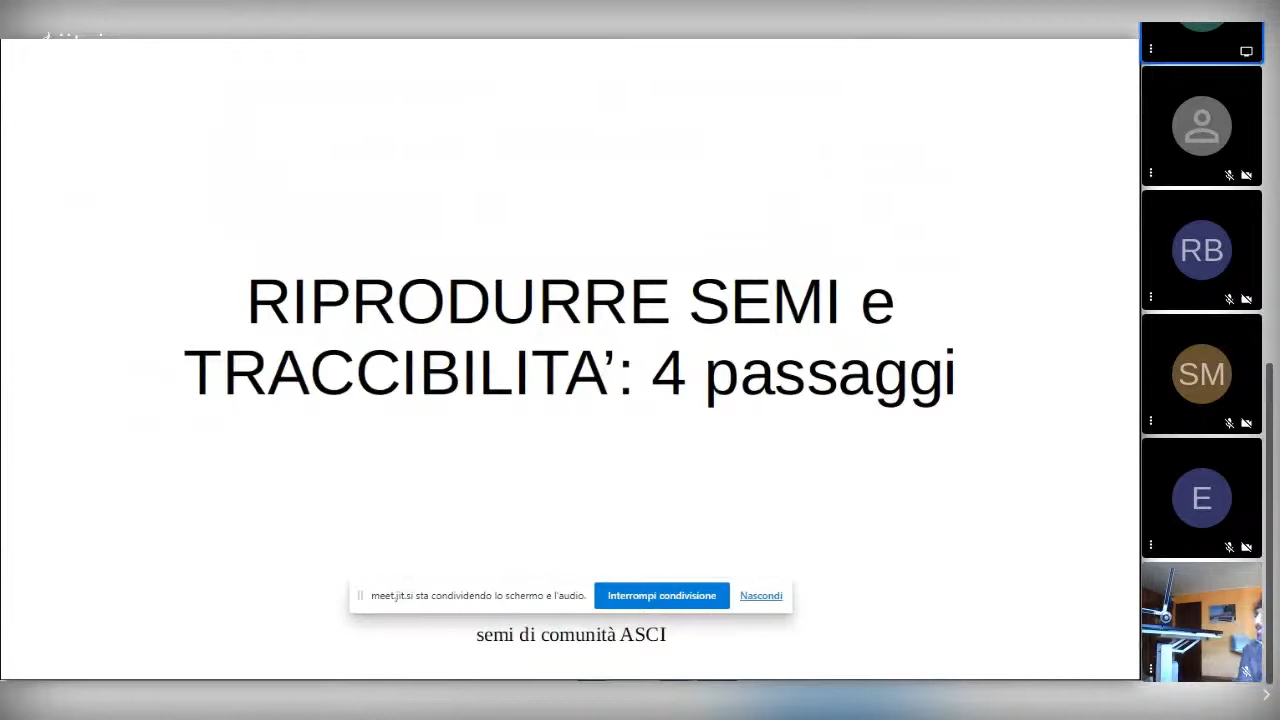 RIPRODURRE SEMI e
TRACCIBILITA’: 4 passaggi
meet.jit.si sta condividendo lo schermo e l'audio.
Interrompi condivisione
Nascondi
semi di comunità ASCI
RB
SM
E